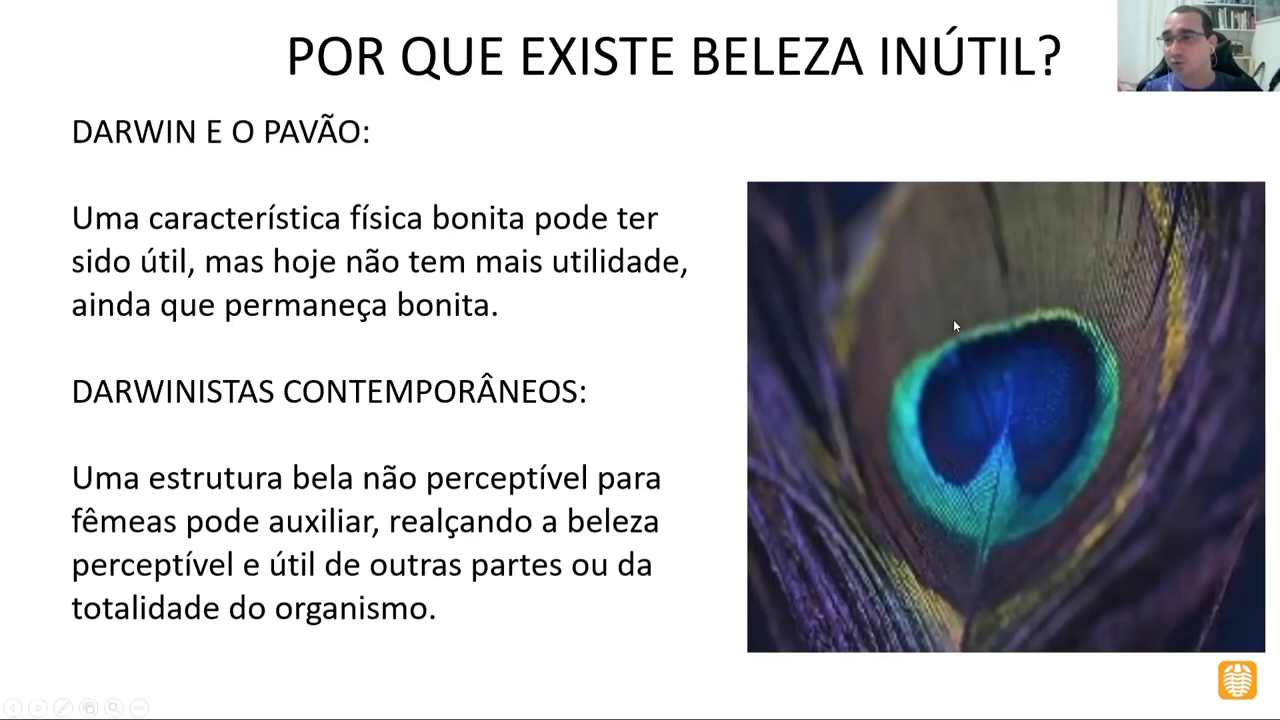 POR QUE EXISTE BELEZA INÚTIL?
DARWIN E O PAVÃO:
Uma característica física bonita pode ter
sido útil, mas hoje não tem mais utilidade,
ainda que permaneça bonita.
DARWINISTAS CONTEMPORÂNEOS:
Uma estrutura bela não perceptível para
fêmeas pode auxiliar, realçando a beleza
perceptível e útil de outras partes ou da
totalidade do organismo.